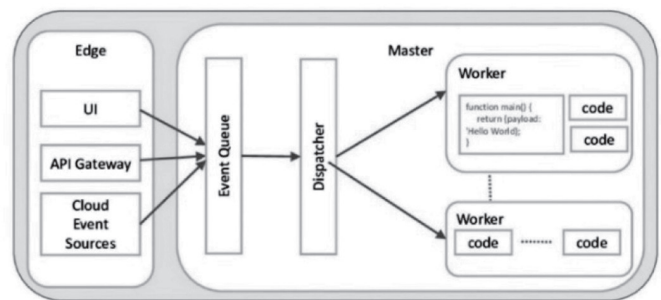 Edge
Master
UI
API Gateway
Cloud
Event
Sources
Event Queue
Dispatcher
Worker
function main() {
return {payload:
'Hello World};
}
code
code
Worker
code
code